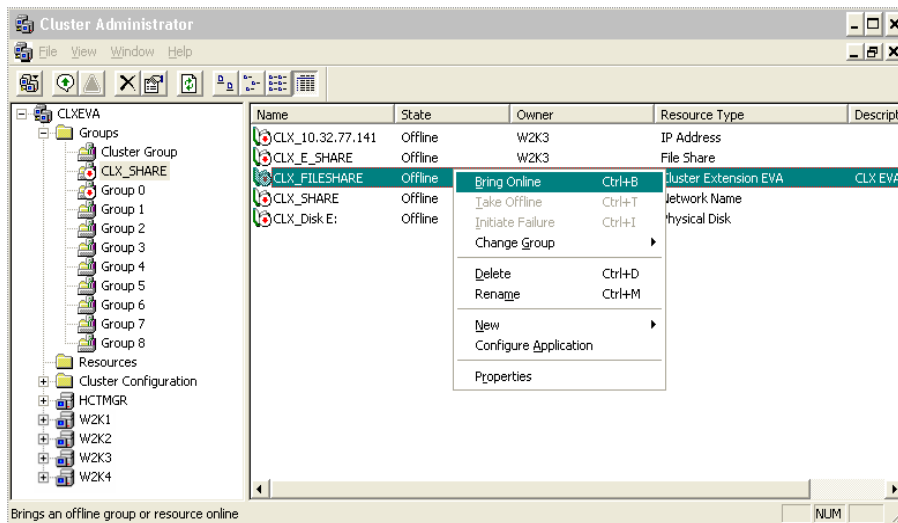 Cluster Administrator
File View Window Help
CLXEVA
Groups
Cluster Group
CLX_SHARE
Group 0
Group 1
Group 2
Group 3
Group 4
Group 5
Group 6
Group 7
Group 8
Resources
Cluster Configuration
HCTMGR
W2K1
W2K2
W2K3
W2K4
Name State Owner Resource Type Descript
CLX_10.32.77.141 Offline W2K3 IP Address
CLX_E_SHARE Offline W2K3 File Share
CLX_FILESHARE Offline Cluster Extension EVA CLX EVA
CLX_SHARE Offline Network Name
CLX_Disk E: Offline Physical Disk
Bring Online Ctrl+B
Take Offline Ctrl+T
Initiate Failure Ctrl+I
Change Group
Delete Ctrl+D
Rename Ctrl+M
New
Configure Application
Properties
Brings an offline group or resource online NUM